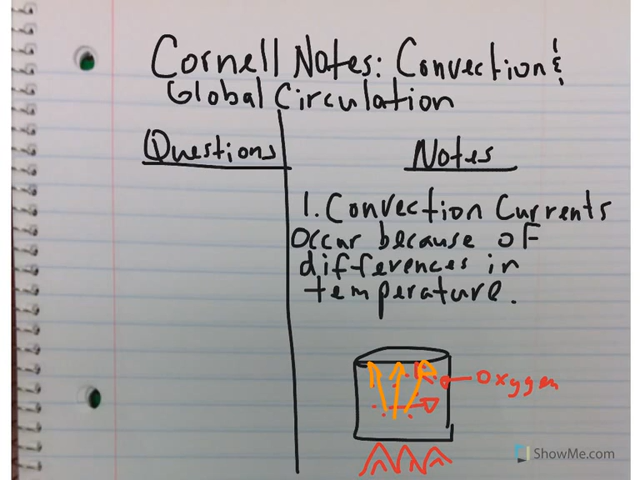 Cornell Notes: Convection &
Global Circulation
Questions
Notes
1. Convection Currents
Occur because of
differences in
temperature.
Oxygen
ShowMe.com